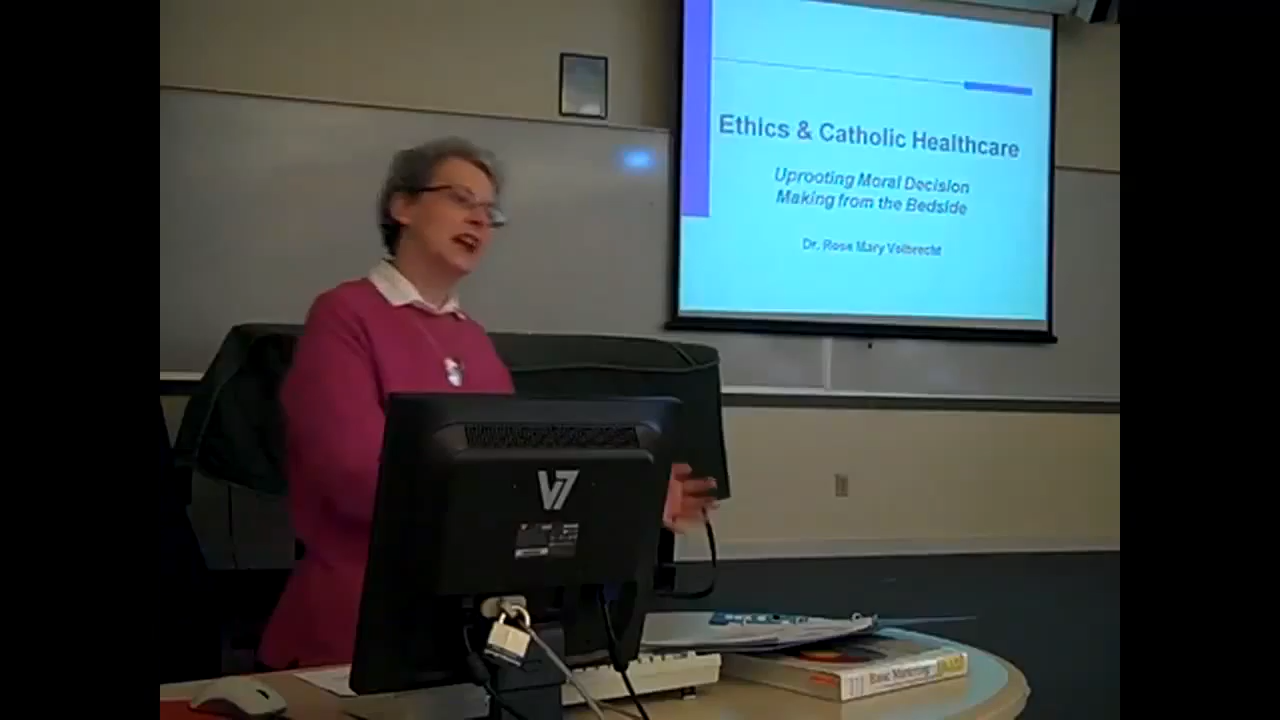 Ethics & Catholic Healthcare
Uprooting Moral Decision
Making from the Bedside
Dr. Rose Mary Volbrecht
V7
Basic Marketing